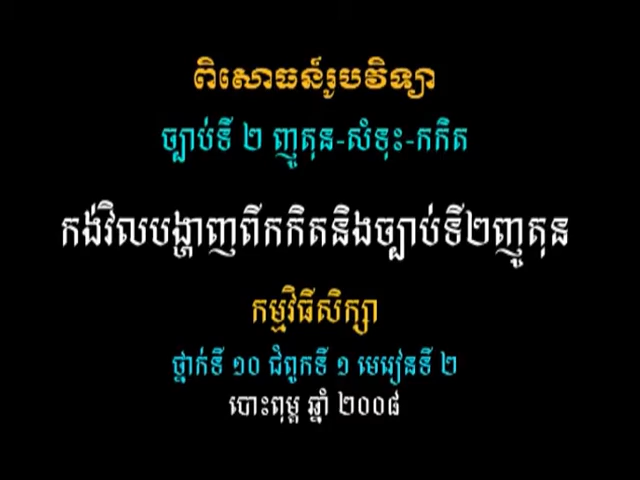 ពិសោធន៍រូបវិទ្យា
ច្បាប់ទី ២ ញូតុន-សំទុះ-កកិត
កង់វិលបង្ហាញពីកកិតនិងច្បាប់ទី២ញូតុន
កម្មវិធីសិក្សា
ថ្នាក់ទី ១០ ជំពូកទី ១ មេរៀនទី ២
បោះពុម្ព ឆ្នាំ ២០០៨